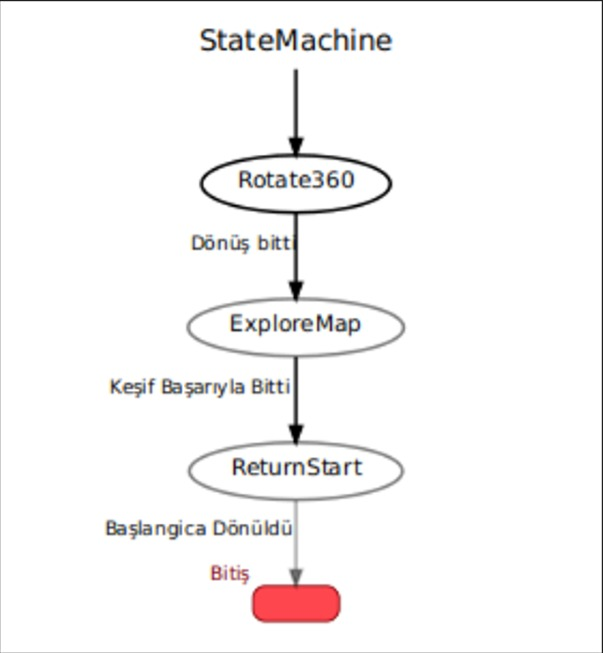 StateMachine
Rotate360
Dönüş bitti
ExploreMap
Keşif Başarıyla Bitti
ReturnStart
Başlangica Dönüldü
Bitiş